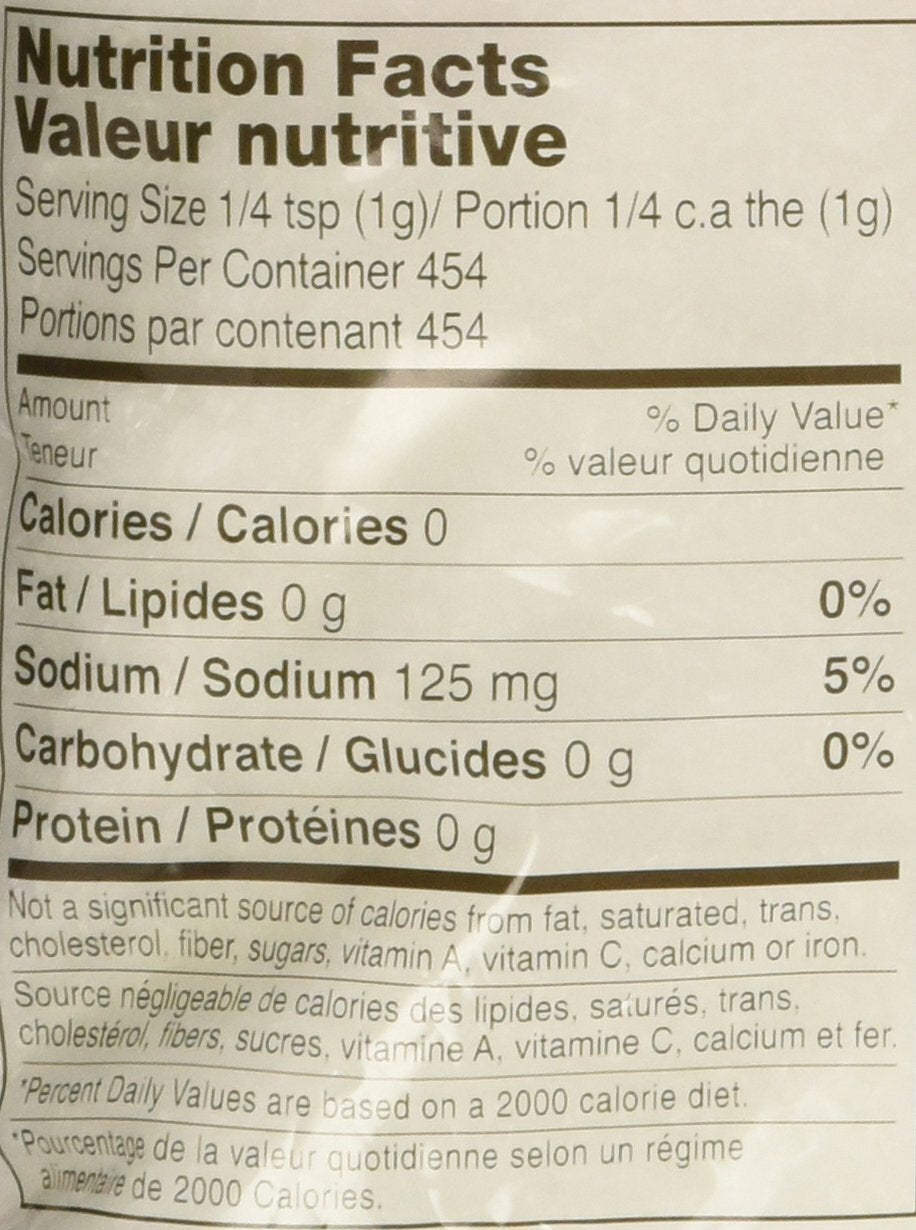 Nutrition Facts
Valeur nutritive
Serving Size 1/4 tsp (1g)/ Portion 1/4 c.a the (1g)
Servings Per Container 454
Portions par contenant 454
Amount
% Daily Value*
Teneur
% valeur quotidienne
Calories / Calories 0
Fat / Lipides 0 g 0%
Sodium / Sodium 125 mg 5%
Carbohydrate / Glucides 0 g 0%
Protein / Protéines 0 g
Not a significant source of calories from fat, saturated, trans,
cholesterol, fiber, sugars, vitamin A, vitamin C, calcium or iron.
Source négligeable de calories des lipides, saturés, trans,
cholestérol, fibers, sucres, vitamine A, vitamine C, calcium et fer.
*Percent Daily Values are based on a 2000 calorie diet.
*Pourcentage de la valeur quotidienne selon un régime
alimentaire de 2000 Calories.